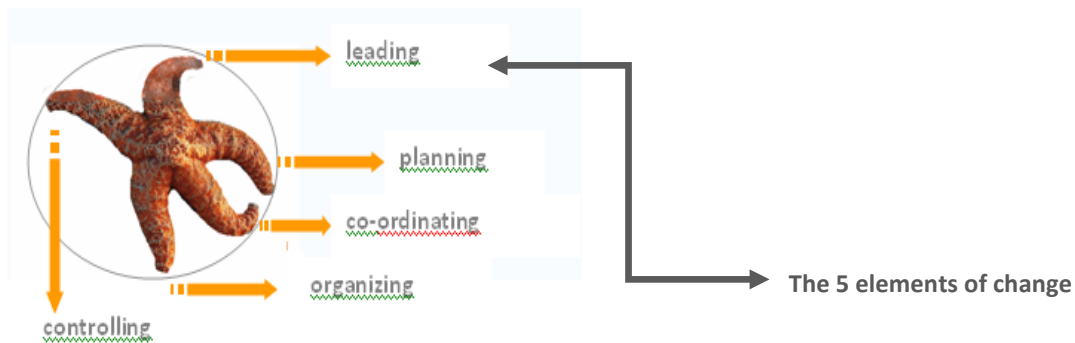 leading
planning
co-ordinating
organizing
The 5 elements of change
controlling